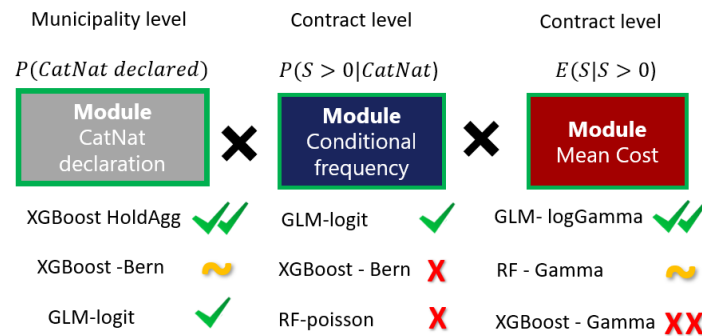 Municipality level
Contract level
Contract level
P(CatNat declared)
P(S > 0|CatNat)
E(S|S > 0)
Module
CatNat
declaration
×
Module
Conditional
frequency
×
Module
Mean Cost
XGBoost HoldAgg
GLM-logit
GLM- logGamma
XGBoost -Bern
~
XGBoost - Bern
X
RF - Gamma
~
GLM-logit
RF-poisson
X
XGBoost - Gamma
XX